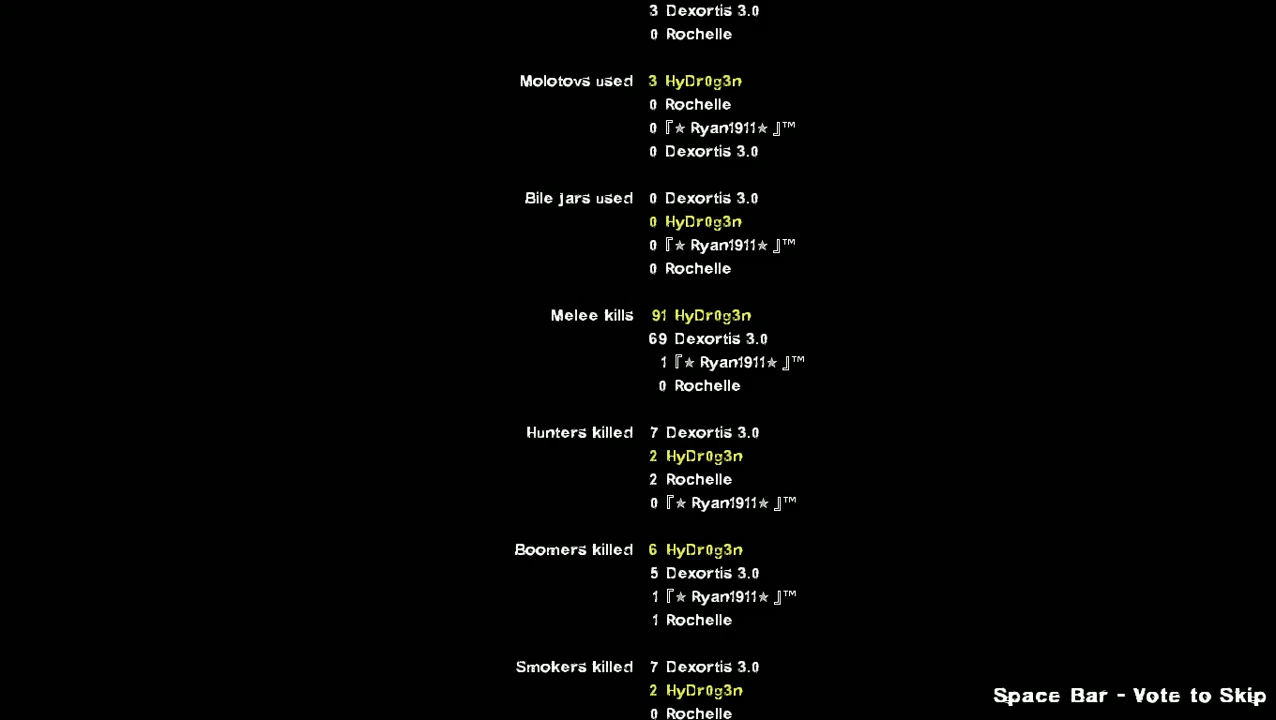 3 Dexortis 3.0
0 Rochelle
Molotovs used 3 HyDr0g3n
0 Rochelle
0 『✯ Ryan1911✯ 』™
0 Dexortis 3.0
Bile jars used 0 Dexortis 3.0
0 HyDr0g3n
0 『✯ Ryan1911✯ 』™
0 Rochelle
Melee kills 91 HyDr0g3n
69 Dexortis 3.0
1 『✯ Ryan1911✯ 』™
0 Rochelle
Hunters killed 7 Dexortis 3.0
2 HyDr0g3n
2 Rochelle
0 『✯ Ryan1911✯ 』™
Boomers killed 6 HyDr0g3n
5 Dexortis 3.0
1 『✯ Ryan1911✯ 』™
1 Rochelle
Smokers killed 7 Dexortis 3.0
2 HyDr0g3n
0 Rochelle
Space Bar - Vote to Skip